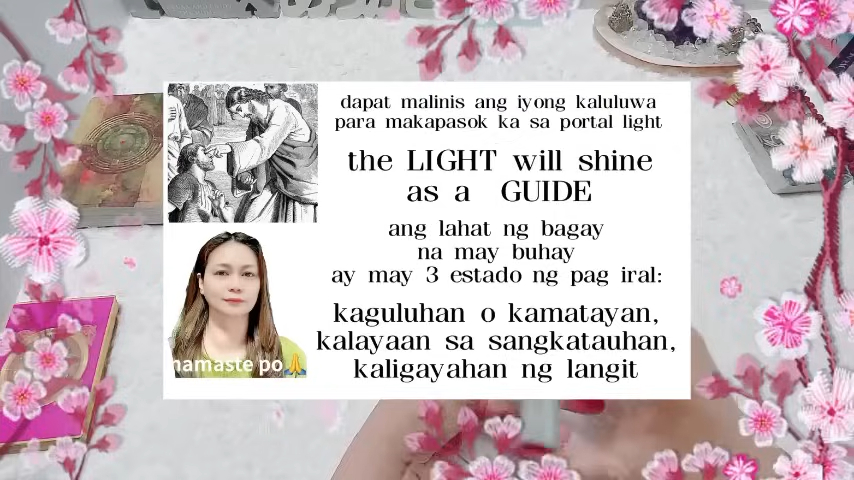 dapat malinis ang iyong kaluluwa
para makapasok ka sa portal light
the LIGHT will shine
as a GUIDE
ang lahat ng bagay
na may buhay
ay may 3 estado ng pag iral:
kaguluhan o kamatayan,
kalayaan sa sangkatauhan,
kaligayahan ng langit
namaste po🙏